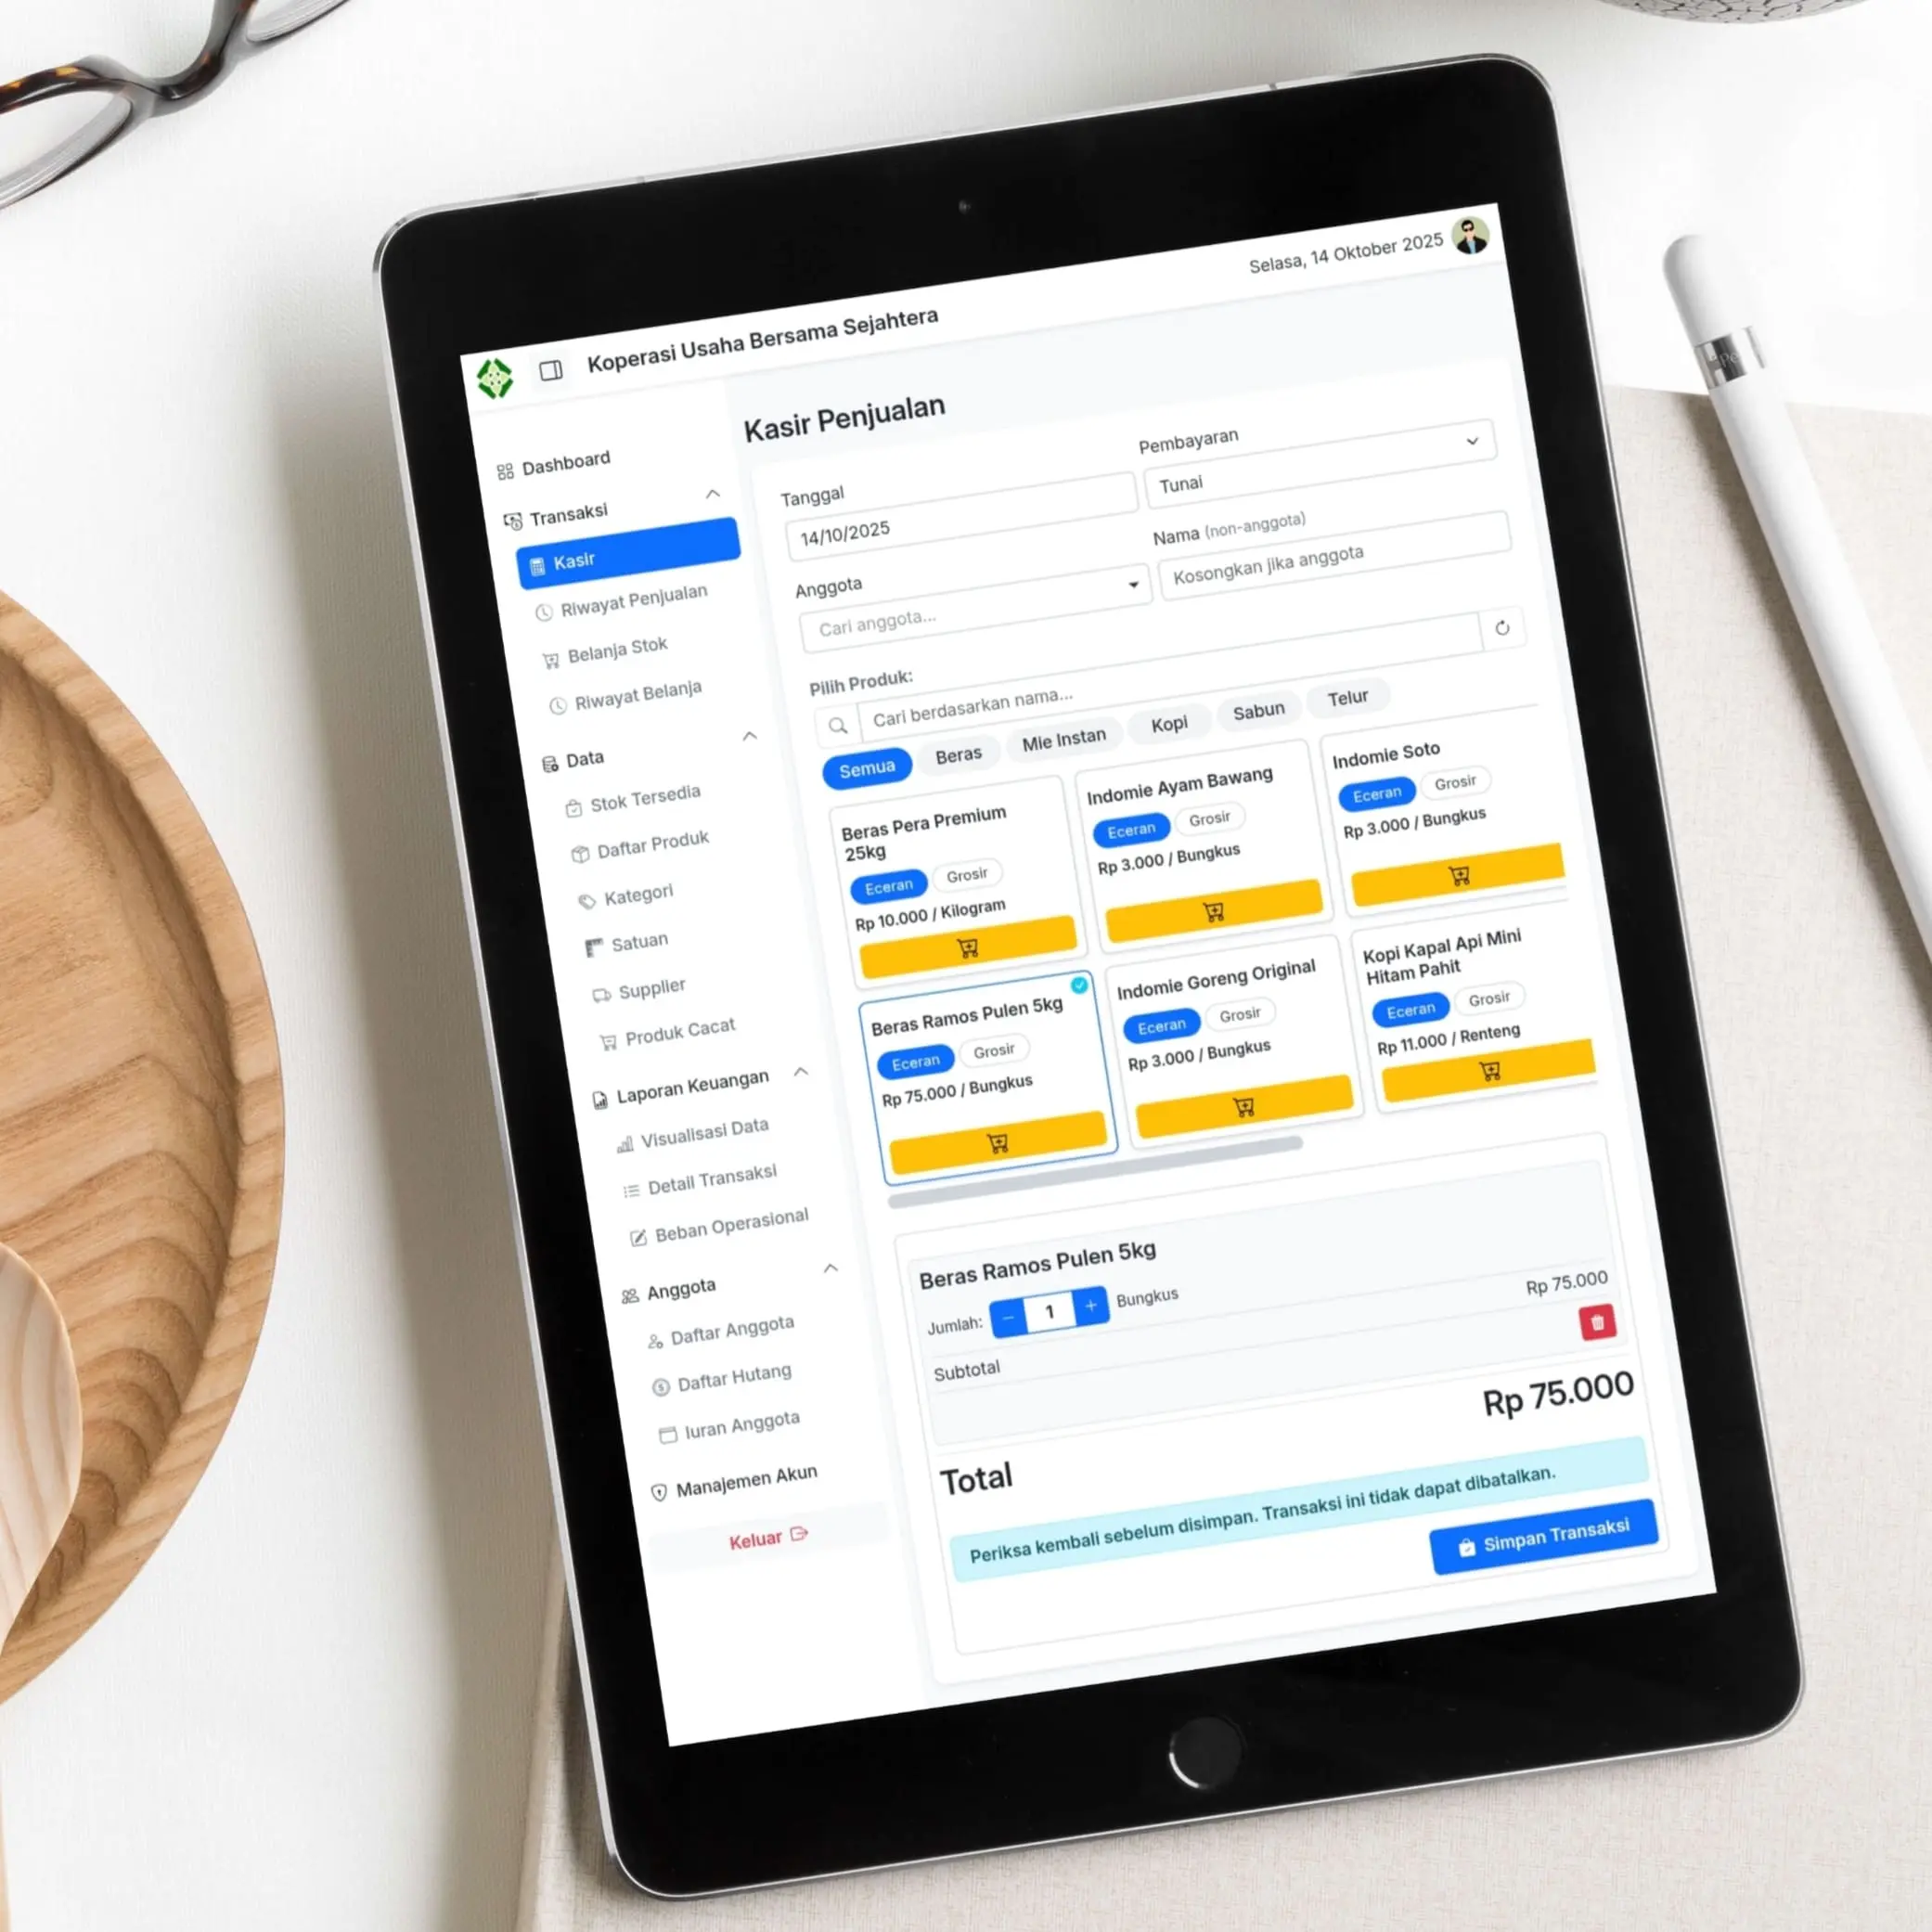 Selasa, 14 Oktober 2025
Koperasi Usaha Bersama Sejahtera
Dashboard
Transaksi
Kasir
Riwayat Penjualan
Belanja Stok
Riwayat Belanja
Data
Stok Tersedia
Daftar Produk
Kategori
Satuan
Supplier
Produk Cacat
Laporan Keuangan
Visualisasi Data
Detail Transaksi
Beban Operasional
Anggota
Daftar Anggota
Daftar Hutang
Iuran Anggota
Manajemen Akun
Keluar
Kasir Penjualan
Tanggal
14/10/2025
Pembayaran
Tunai
Anggota
Cari anggota...
Nama (non-anggota)
Kosongkan jika anggota
Pilih Produk:
Cari berdasarkan nama...
Semua Beras Mie Instan Kopi Sabun Telur
Beras Pera Premium
25kg
Eceran Grosir
Rp 10.000 / Kilogram
Indomie Ayam Bawang
Eceran Grosir
Rp 3.000 / Bungkus
Indomie Soto
Eceran Grosir
Rp 3.000 / Bungkus
Beras Ramos Pulen 5kg
Eceran Grosir
Rp 75.000 / Bungkus
Indomie Goreng Original
Eceran Grosir
Rp 3.000 / Bungkus
Kopi Kapal Api Mini
Hitam Pahit
Eceran Grosir
Rp 11.000 / Renteng
Beras Ramos Pulen 5kg
Jumlah: − 1 + Bungkus
Rp 75.000
Subtotal
Rp 75.000
Total
Periksa kembali sebelum disimpan. Transaksi ini tidak dapat dibatalkan.
Simpan Transaksi